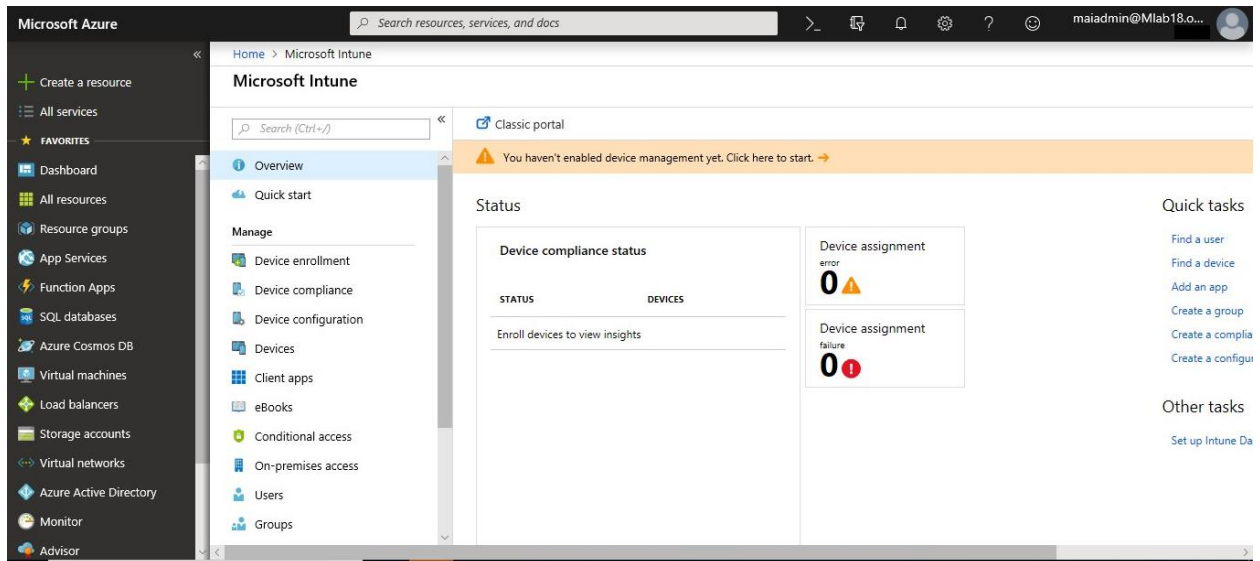 Microsoft Azure
Search resources, services, and docs
maiadmin@Mlab18.o...
Create a resource
All services
FAVORITES
Dashboard
All resources
Resource groups
App Services
Function Apps
SQL databases
Azure Cosmos DB
Virtual machines
Load balancers
Storage accounts
Virtual networks
Azure Active Directory
Monitor
Advisor
Home > Microsoft Intune
Microsoft Intune
Search (Ctrl+/)
Overview
Quick start
Manage
Device enrollment
Device compliance
Device configuration
Devices
Client apps
eBooks
Conditional access
On-premises access
Users
Groups
Classic portal
You haven't enabled device management yet. Click here to start.
Status
Device compliance status
STATUS DEVICES
Enroll devices to view insights
Device assignment
error
0
Device assignment
failure
0
Quick tasks
Find a user
Find a device
Add an app
Create a group
Create a complia
Create a configur
Other tasks
Set up Intune Da